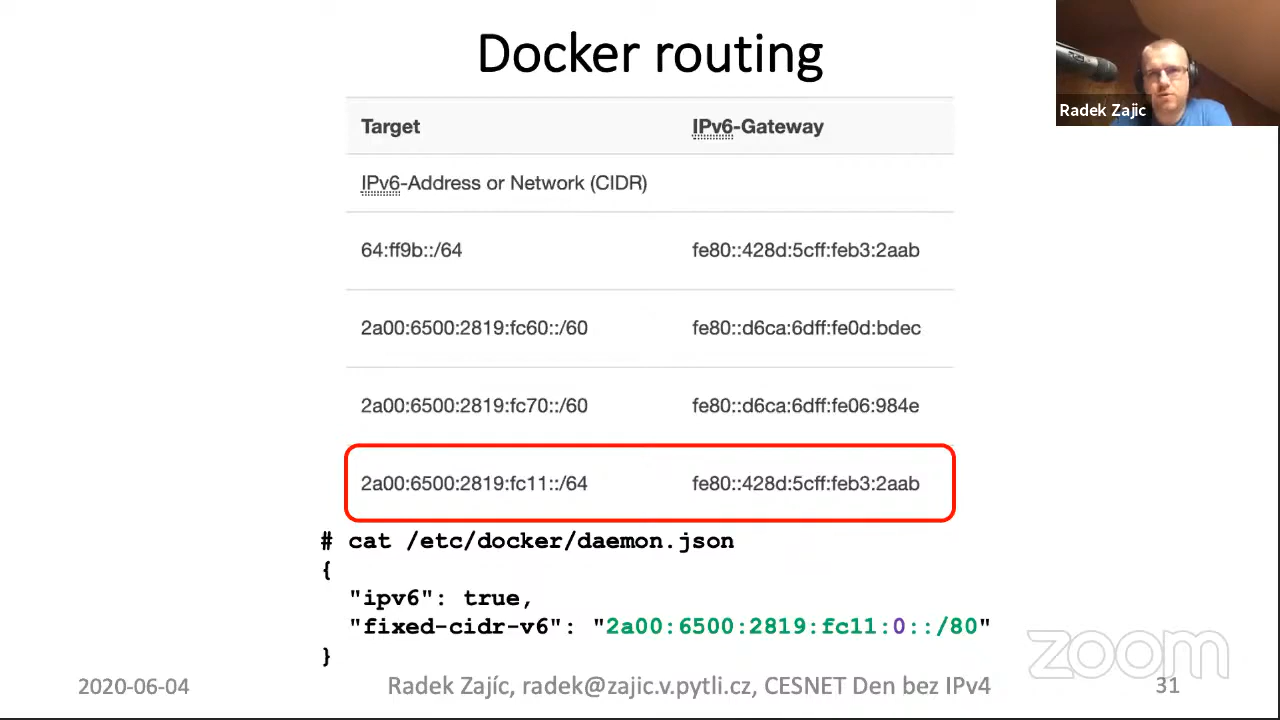 Docker routing
Radek Zajic
Target IPv6-Gateway
IPv6-Address or Network (CIDR)
64:ff9b::/64 fe80::428d:5cff:feb3:2aab
2a00:6500:2819:fc60::/60 fe80::d6ca:6dff:fe0d:bdec
2a00:6500:2819:fc70::/60 fe80::d6ca:6dff:fe06:984e
2a00:6500:2819:fc11::/64 fe80::428d:5cff:feb3:2aab
# cat /etc/docker/daemon.json
{
"ipv6": true,
"fixed-cidr-v6": "2a00:6500:2819:fc11:0::/80"
}
zoom
2020-06-04 Radek Zajíc, radek@zajic.v.pytli.cz, CESNET Den bez IPv4 31